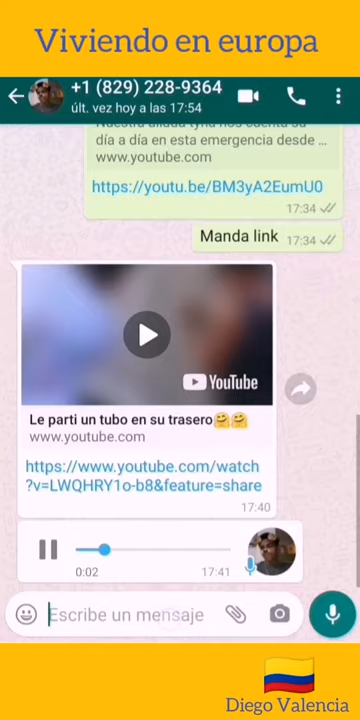 Viviendo en europa
+1 (829) 228-9364
últ. vez hoy a las 17:54
día a día en esta emergencia desde ...
www.youtube.com
https://youtu.be/BM3yA2EumU0
17:34
Manda link
17:34
YouTube
Le parti un tubo en su trasero🤗🤗
www.youtube.com
https://www.youtube.com/watch
?v=LWQHRY1o-b8&feature=share
17:40
0:02
17:41
Escribe un mensaje
Diego Valencia